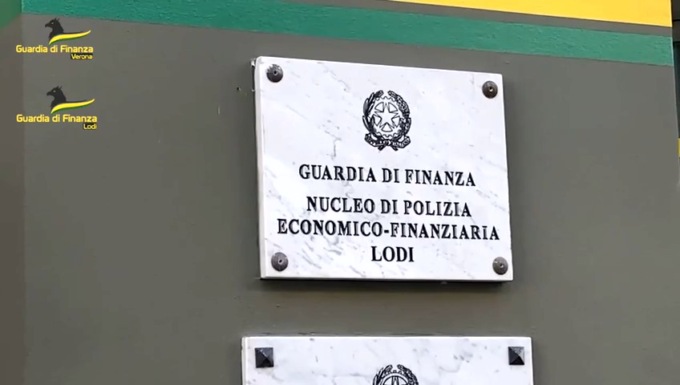 Guardia di Finanza
Verona
Guardia di Finanza
Lodi
GUARDIA DI FINANZA
NUCLEO DI POLIZIA
ECONOMICO-FINANZIARIA
LODI